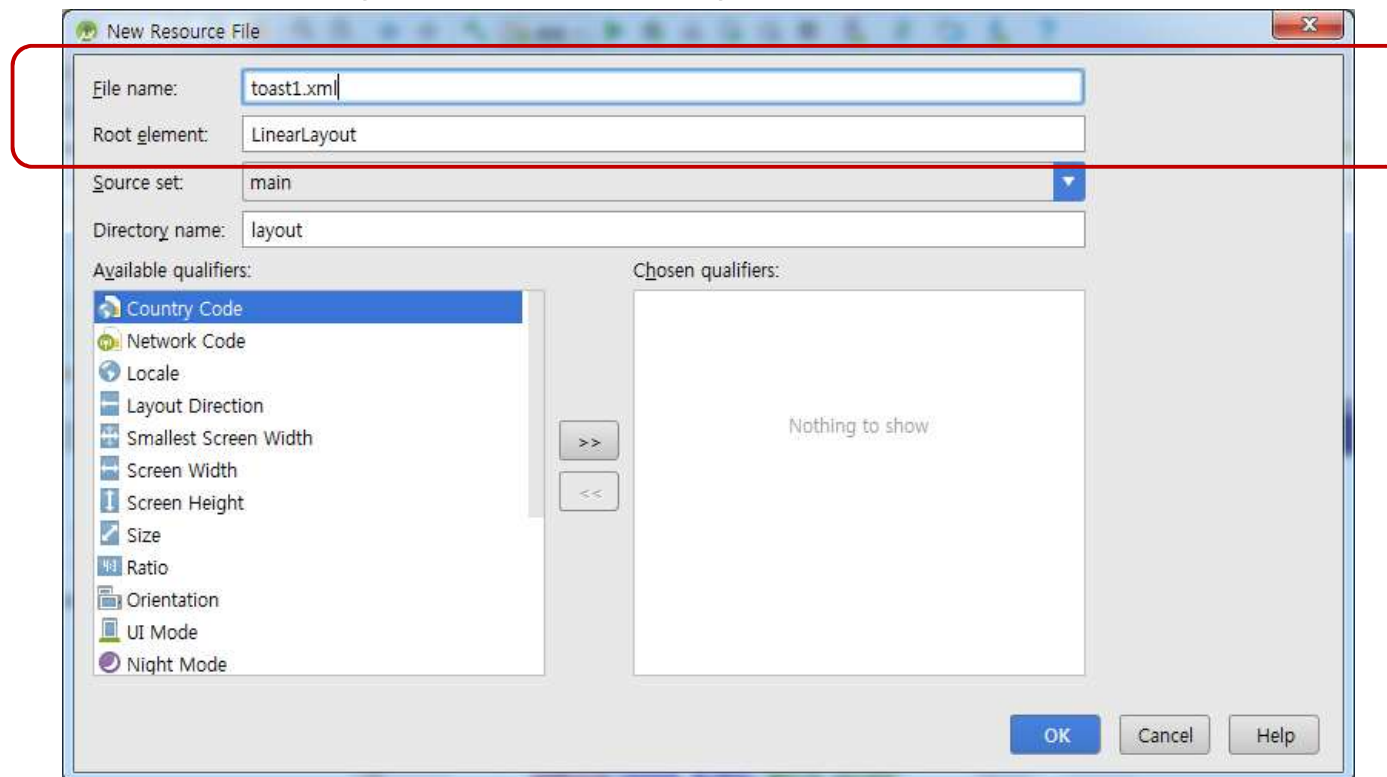 New Resource File
File name: toast1.xml
Root element: LinearLayout
Source set: main
Directory name: layout
Available qualifiers:
Chosen qualifiers:
Country Code
Network Code
Locale
Layout Direction
Smallest Screen Width
Screen Width
Screen Height
Size
Ratio
Orientation
UI Mode
Night Mode
>>
<<
Nothing to show
OK Cancel Help